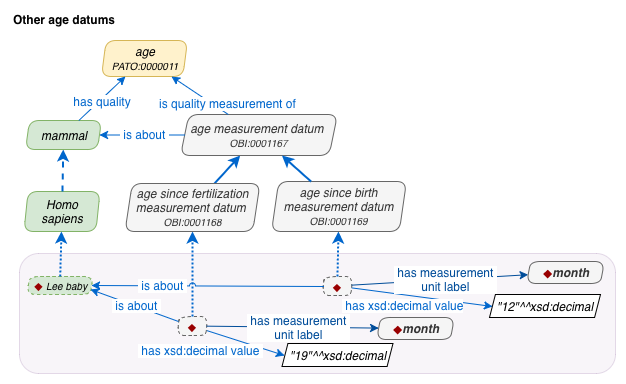 Other age datums
age
PATO:0000011
has quality
is quality measurement of
mammal
is about
age measurement datum
OBI:0001167
Homo
sapiens
age since fertilization
measurement datum
OBI:0001168
age since birth
measurement datum
OBI:0001169
Lee baby
is about
has measurement
unit label
month
is about
has xsd:decimal value
"12"^^xsd:decimal
has measurement
unit label
month
has xsd:decimal value
"19"^^xsd:decimal